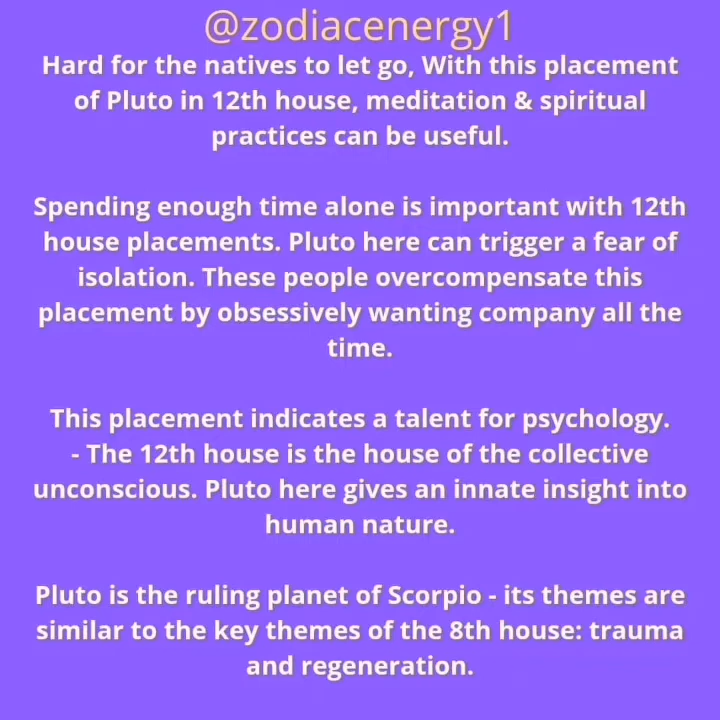 @zodiacenergy1
Hard for the natives to let go, With this placement
of Pluto in 12th house, meditation & spiritual
practices can be useful.
Spending enough time alone is important with 12th
house placements. Pluto here can trigger a fear of
isolation. These people overcompensate this
placement by obsessively wanting company all the
time.
This placement indicates a talent for psychology.
- The 12th house is the house of the collective
unconscious. Pluto here gives an innate insight into
human nature.
Pluto is the ruling planet of Scorpio - its themes are
similar to the key themes of the 8th house: trauma
and regeneration.